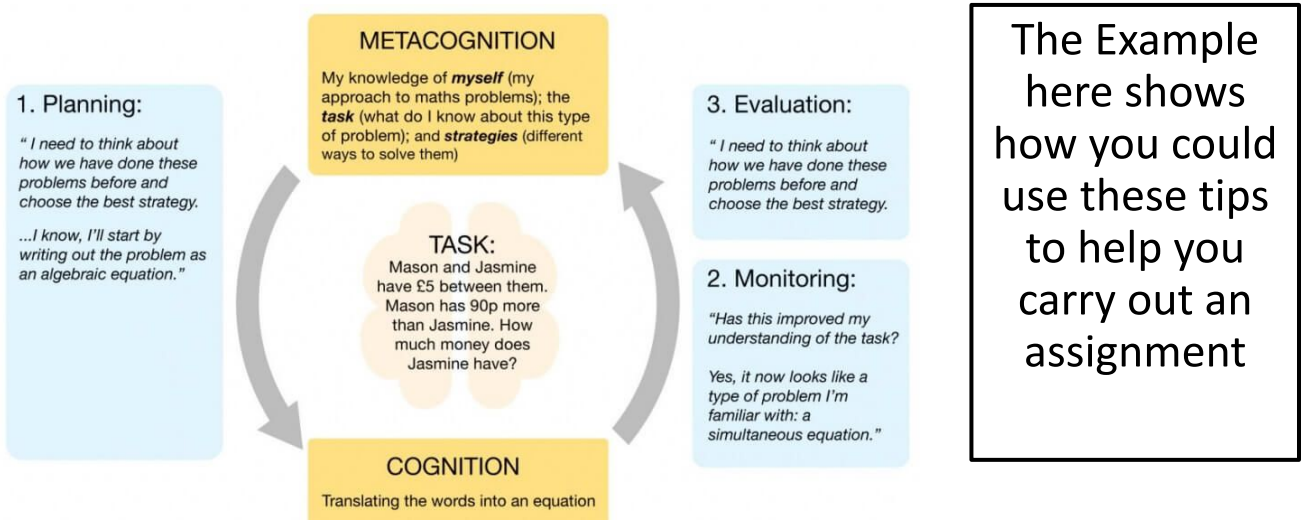 METACOGNITION
My knowledge of myself (my
approach to maths problems); the
task (what do I know about this type
of problem); and strategies (different
ways to solve them)
1. Planning:
“ I need to think about
how we have done these
problems before and
choose the best strategy.
...I know, I’ll start by
writing out the problem as
an algebraic equation.”
TASK:
Mason and Jasmine
have £5 between them.
Mason has 90p more
than Jasmine. How
much money does
Jasmine have?
3. Evaluation:
“ I need to think about
how we have done these
problems before and
choose the best strategy.
2. Monitoring:
“Has this improved my
understanding of the task?
Yes, it now looks like a
type of problem I’m
familiar with: a
simultaneous equation.”
COGNITION
Translating the words into an equation
The Example
here shows
how you could
use these tips
to help you
carry out an
assignment